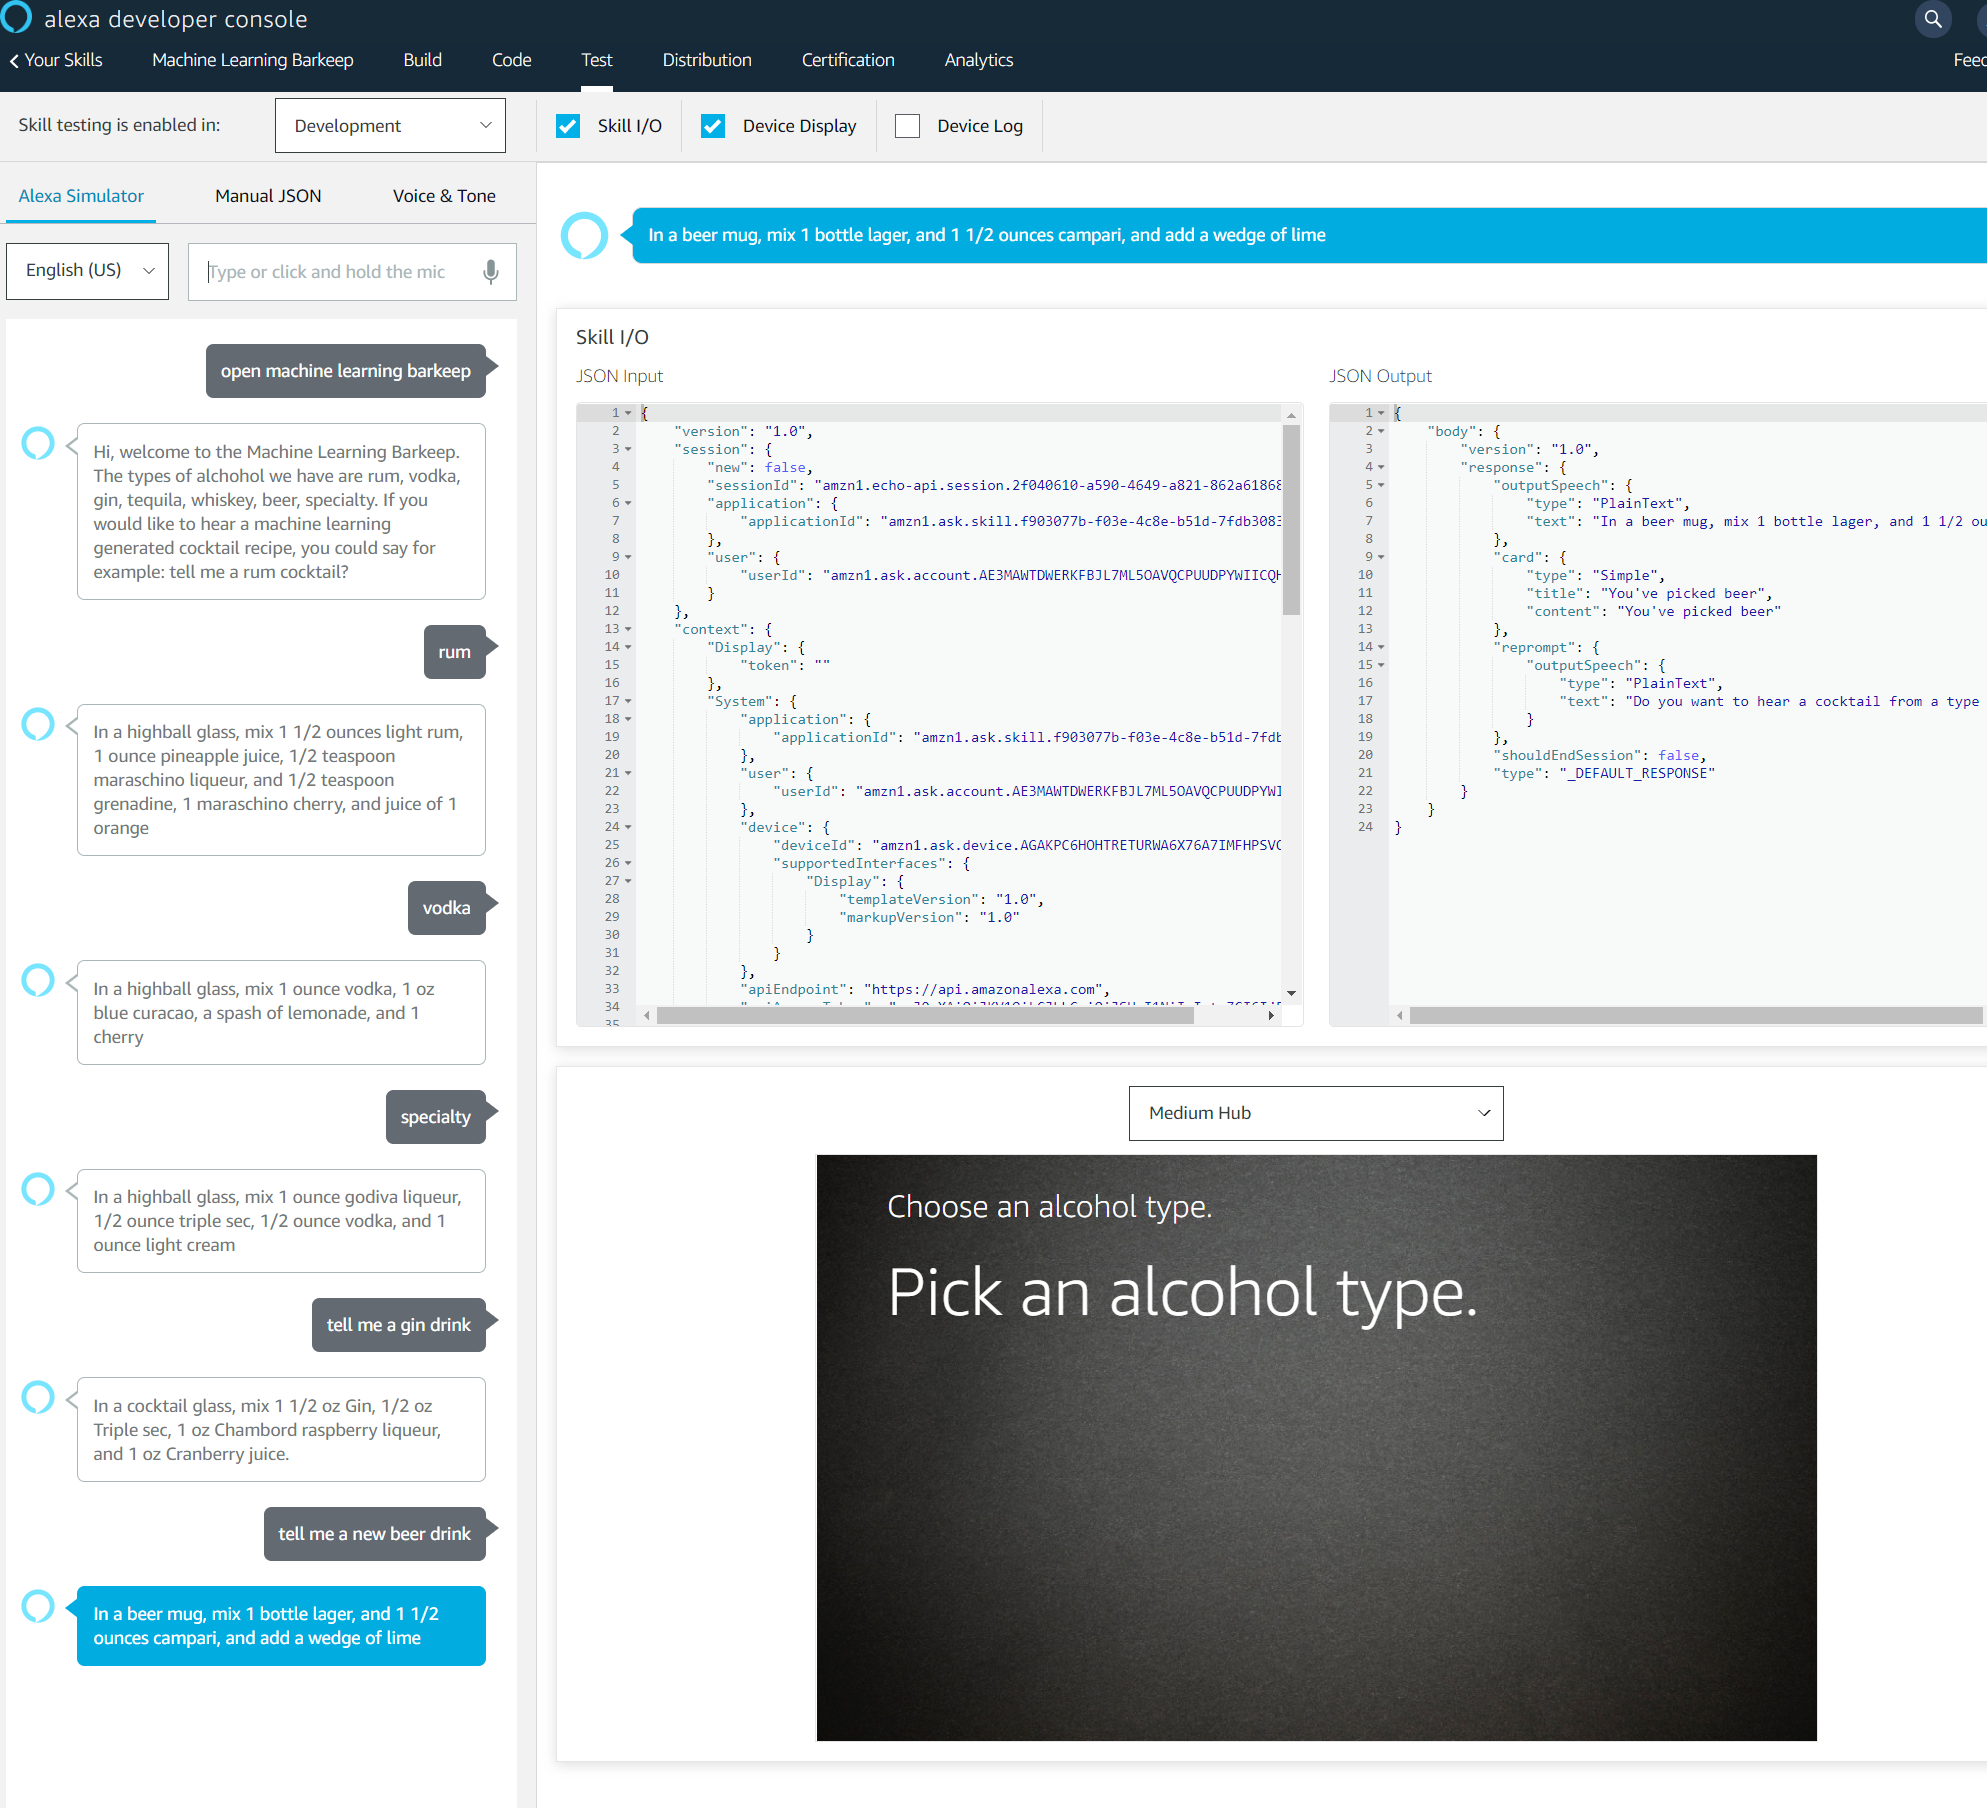 alexa developer console
Your Skills Machine Learning Barkeep Build Code Test Distribution Certification Analytics
Skill testing is enabled in: Development Skill I/O Device Display Device Log
Alexa Simulator Manual JSON Voice & Tone
English (US) Type or click and hold the mic
open machine learning barkeep
Hi, welcome to the Machine Learning Barkeep.
The types of alchohol we have are rum, vodka,
gin, tequila, whiskey, beer, specialty. If you
would like to hear a machine learning
generated cocktail recipe, you could say for
example: tell me a rum cocktail?
rum
In a highball glass, mix 1 1/2 ounces light rum,
1 ounce pineapple juice, 1/2 teaspoon
maraschino liqueur, and 1/2 teaspoon
grenadine, 1 maraschino cherry, and juice of 1
orange
vodka
In a highball glass, mix 1 ounce vodka, 1 oz
blue curacao, a spash of lemonade, and 1
cherry
specialty
In a highball glass, mix 1 ounce godiva liqueur,
1/2 ounce triple sec, 1/2 ounce vodka, and 1
ounce light cream
tell me a gin drink
In a cocktail glass, mix 1 1/2 oz Gin, 1/2 oz
Triple sec, 1 oz Chambord raspberry liqueur,
and 1 oz Cranberry juice.
tell me a new beer drink
In a beer mug, mix 1 bottle lager, and 1 1/2
ounces campari, and add a wedge of lime
In a beer mug, mix 1 bottle lager, and 1 1/2 ounces campari, and add a wedge of lime
Skill I/O
JSON Input
1 {
2 "version": "1.0",
3 "session": {
4 "new": false,
5 "sessionId": "amzn1.echo-api.session.2f040610-a590-4649-a821-862a61868
6 "application": {
7 "applicationId": "amzn1.ask.skill.f903077b-f03e-4c8e-b51d-7fdb3083
8 },
9 "user": {
10 "userId": "amzn1.ask.account.AE3MAWTDWERKFBJL7ML5OAVQCPUUDPYWIICQH
11 }
12 },
13 "context": {
14 "Display": {
15 "token": ""
16 },
17 "System": {
18 "application": {
19 "applicationId": "amzn1.ask.skill.f903077b-f03e-4c8e-b51d-7fdb
20 },
21 "user": {
22 "userId": "amzn1.ask.account.AE3MAWTDWERKFBJL7ML5OAVQCPUUDPYWI
23 },
24 "device": {
25 "deviceId": "amzn1.ask.device.AGAKPC6HOHTRETURWA6X76A7IMFHPSVC
26 "supportedInterfaces": {
27 "Display": {
28 "templateVersion": "1.0",
29 "markupVersion": "1.0"
30 }
31 }
32 },
33 "apiEndpoint": "https://api.amazonalexa.com",
34
35
JSON Output
1 {
2 "body": {
3 "version": "1.0",
4 "response": {
5 "outputSpeech": {
6 "type": "PlainText",
7 "text": "In a beer mug, mix 1 bottle lager, and 1 1/2 ou
8 },
9 "card": {
10 "type": "Simple",
11 "title": "You've picked beer",
12 "content": "You've picked beer"
13 },
14 "reprompt": {
15 "outputSpeech": {
16 "type": "PlainText",
17 "text": "Do you want to hear a cocktail from a type
18 }
19 },
20 "shouldEndSession": false,
21 "type": "_DEFAULT_RESPONSE"
22 }
23 }
24 }
Medium Hub
Choose an alcohol type.
Pick an alcohol type.